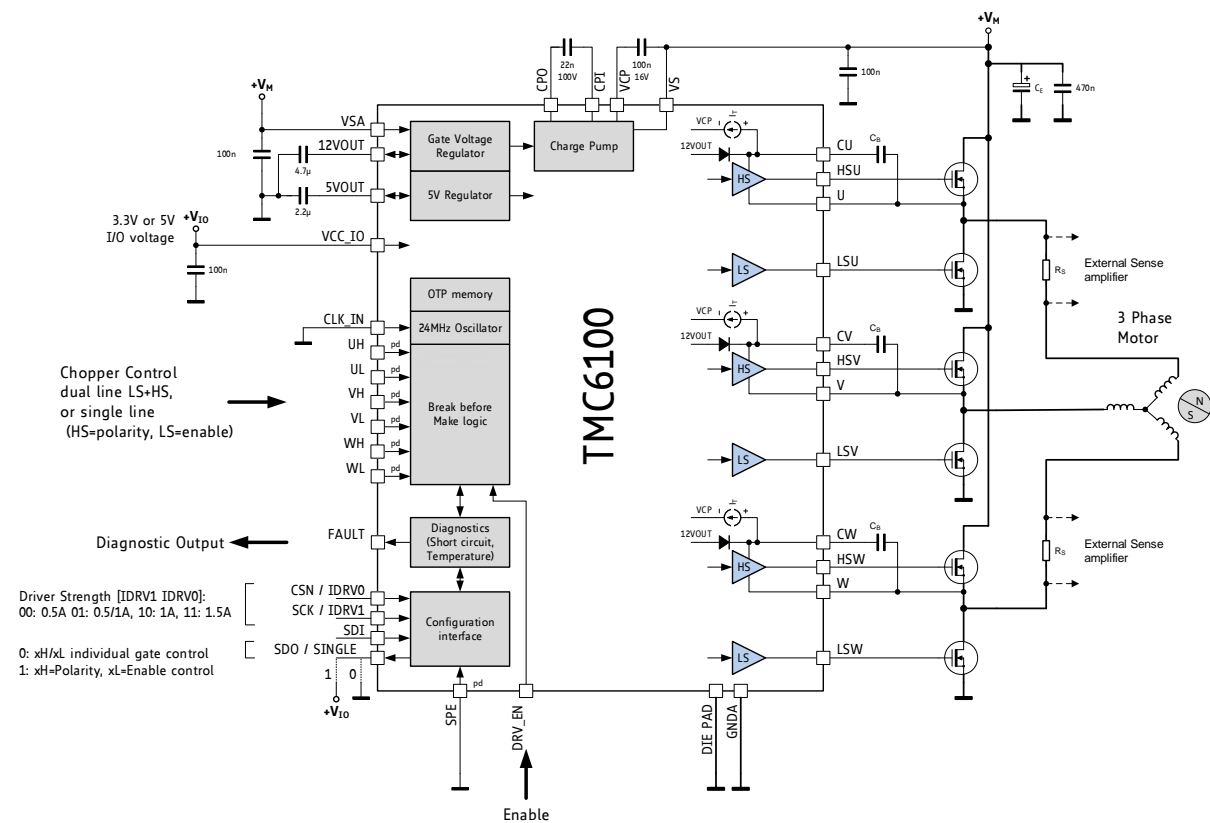 +VM
CPO
22n
100V
CPI
VCP
100n
16V
VS
100n
CE
470n
+VM
VSA
12VOUT
100n
4.7µ
5VOUT
2.2µ
Gate Voltage
Regulator
5V Regulator
Charge Pump
3.3V or 5V
I/O voltage
+VIO
VCC_IO
100n
OTP memory
CLK_IN
24MHz Oscillator
UH
pd
UL
VH
VL
WH
pd
WL
pd
Break before
Make logic
Chopper Control
dual line LS+HS,
or single line
(HS=polarity, LS=enable)
TMC6100
FAULT
Diagnostic Output
Diagnostics
(Short circuit,
Temperature)
Driver Strength [IDRV1 IDRV0]:
00: 0.5A 01: 0.5/1A, 10: 1A, 11: 1.5A
CSN / IDRV0
SCK / IDRV1
SDI
SDO / SINGLE
Configuration
interface
0: xH/xL individual gate control
1: xH=Polarity, xL=Enable control
1
0
+VIO
SPE
pd
DRV_EN
Enable
DIE PAD
GNDA
VCP
+
12VOUT
HS
CU
CB
HSU
U
LS
LSU
RS
External Sense
amplifier
VCP
+
12VOUT
HS
CV
CB
HSV
V
LS
LSV
3 Phase
Motor
N
S
VCP
+
12VOUT
HS
CW
CB
HSW
W
LS
LSW
RS
External Sense
amplifier